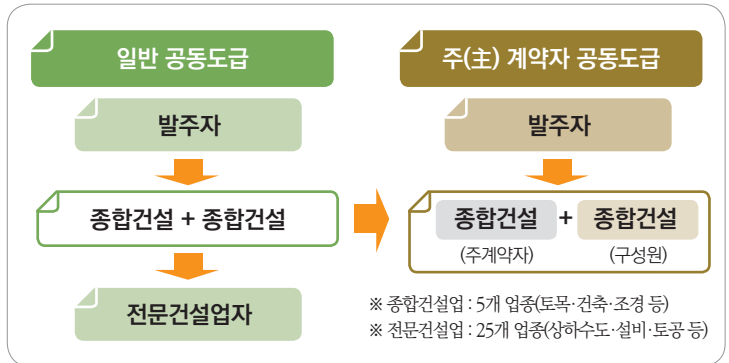 일반 공동도급
발주자
종합건설 + 종합건설
전문건설업자
주(主) 계약자 공동도급
발주자
종합건설 + 종합건설
(주계약자) (구성원)
※ 종합건설업 : 5개 업종(토목·건축·조경 등)
※ 전문건설업 : 25개 업종(상하수도·설비·토공 등)